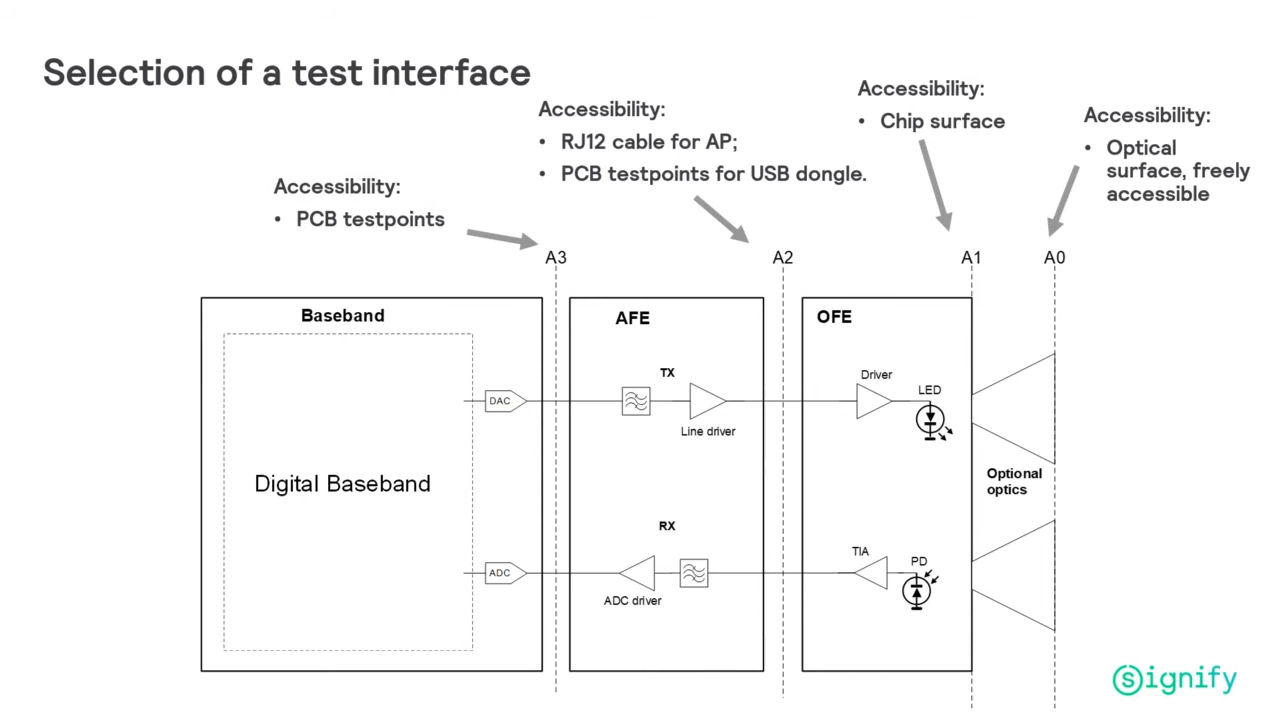 Selection of a test interface
Accessibility:
• PCB testpoints
Accessibility:
• RJ12 cable for AP;
• PCB testpoints for USB dongle.
Accessibility:
• Chip surface
Accessibility:
• Optical
surface, freely
accessible
A3
A2
A1
A0
Baseband
Digital Baseband
DAC
ADC
AFE
TX
Line driver
RX
ADC driver
OFE
Driver
LED
TIA
PD
Optional
optics
Signify